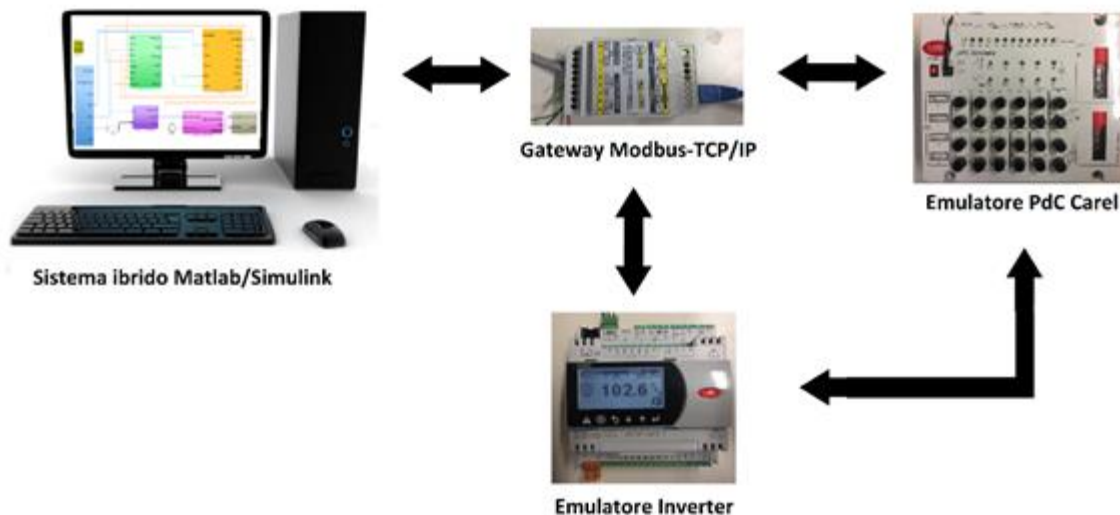 Gateway Modbus-TCP/IP
Emulatore PdC Carel
Sistema ibrido Matlab/Simulink
102.6
Emulatore Inverter